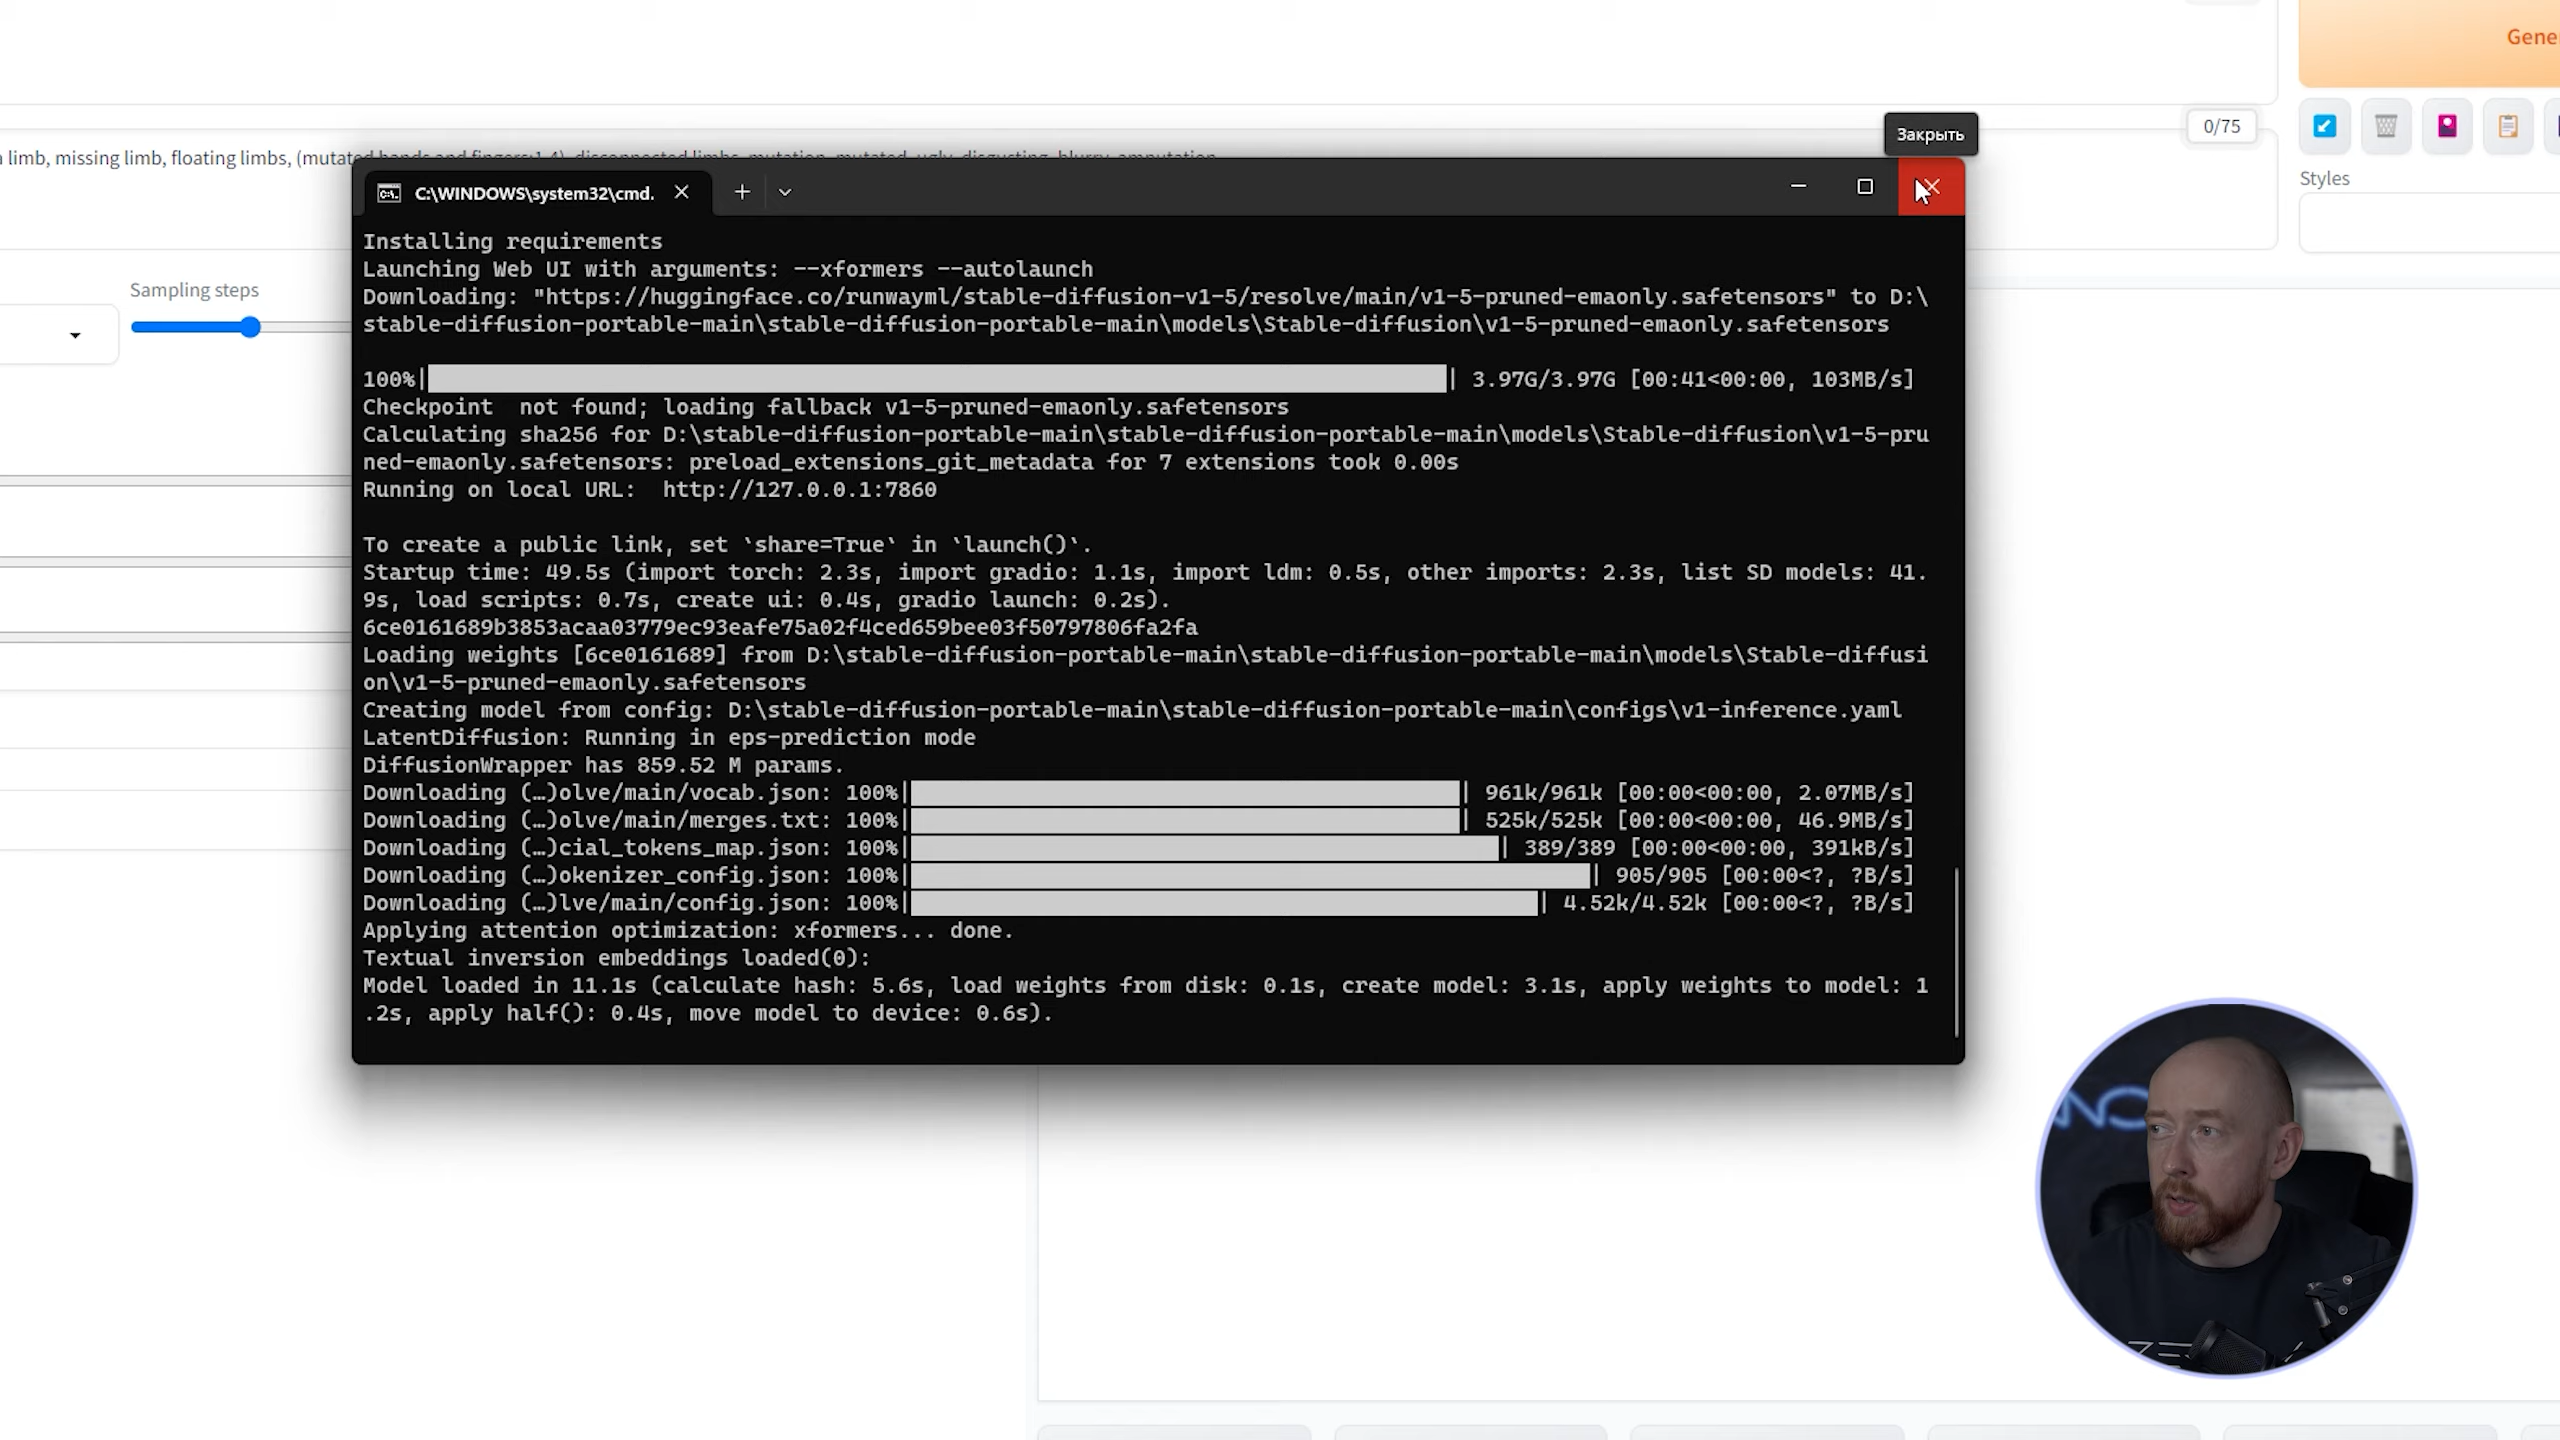 Gene
Закрыть
0/75
a limb, missing limb, floating limbs, (mutated hands and fingers:1.4), disconnected limbs, mutation, mutated, ugly, disgusting, blurry, amputation
Styles
C:\WINDOWS\system32\cmd.
Sampling steps
Installing requirements
Launching Web UI with arguments: --xformers --autolaunch
Downloading: "https://huggingface.co/runwayml/stable-diffusion-v1-5/resolve/main/v1-5-pruned-emaonly.safetensors" to D:\
stable-diffusion-portable-main\stable-diffusion-portable-main\models\Stable-diffusion\v1-5-pruned-emaonly.safetensors
100%| | 3.97G/3.97G [00:41<00:00, 103MB/s]
Checkpoint  not found; loading fallback v1-5-pruned-emaonly.safetensors
Calculating sha256 for D:\stable-diffusion-portable-main\stable-diffusion-portable-main\models\Stable-diffusion\v1-5-pru
ned-emaonly.safetensors: preload_extensions_git_metadata for 7 extensions took 0.00s
Running on local URL:  http://127.0.0.1:7860
To create a public link, set `share=True` in `launch()`.
Startup time: 49.5s (import torch: 2.3s, import gradio: 1.1s, import ldm: 0.5s, other imports: 2.3s, list SD models: 41.
9s, load scripts: 0.7s, create ui: 0.4s, gradio launch: 0.2s).
6ce0161689b3853acaa03779ec93eafe75a02f4ced659bee03f50797806fa2fa
Loading weights [6ce0161689] from D:\stable-diffusion-portable-main\stable-diffusion-portable-main\models\Stable-diffusi
on\v1-5-pruned-emaonly.safetensors
Creating model from config: D:\stable-diffusion-portable-main\stable-diffusion-portable-main\configs\v1-inference.yaml
LatentDiffusion: Running in eps-prediction mode
DiffusionWrapper has 859.52 M params.
Downloading (…)olve/main/vocab.json: 100%| | 961k/961k [00:00<00:00, 2.07MB/s]
Downloading (…)olve/main/merges.txt: 100%| | 525k/525k [00:00<00:00, 46.9MB/s]
Downloading (…)cial_tokens_map.json: 100%| | 389/389 [00:00<00:00, 391kB/s]
Downloading (…)okenizer_config.json: 100%| | 905/905 [00:00<?, ?B/s]
Downloading (…)lve/main/config.json: 100%| | 4.52k/4.52k [00:00<?, ?B/s]
Applying attention optimization: xformers... done.
Textual inversion embeddings loaded(0):
Model loaded in 11.1s (calculate hash: 5.6s, load weights from disk: 0.1s, create model: 3.1s, apply weights to model: 1
.2s, apply half(): 0.4s, move model to device: 0.6s).